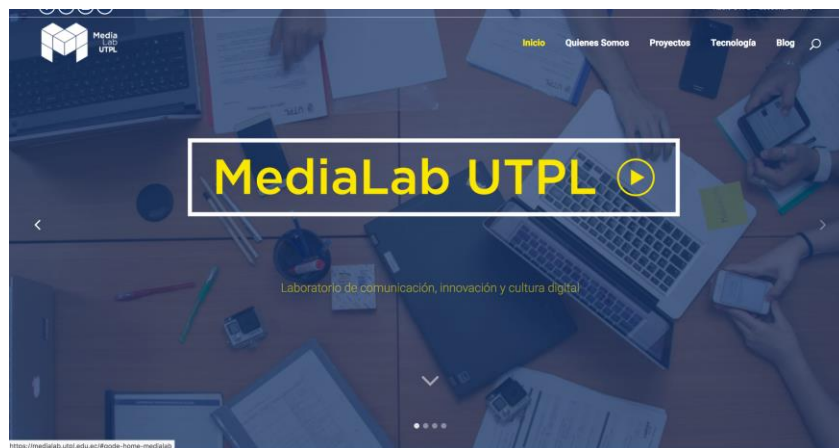 Media
Lab
UTPL
Inicio Quienes Somos Proyectos Tecnología Blog
MediaLab UTPL
Laboratorio de comunicación, innovación y cultura digital
https://medialab.utpl.edu.ec/#pode-home-medialab